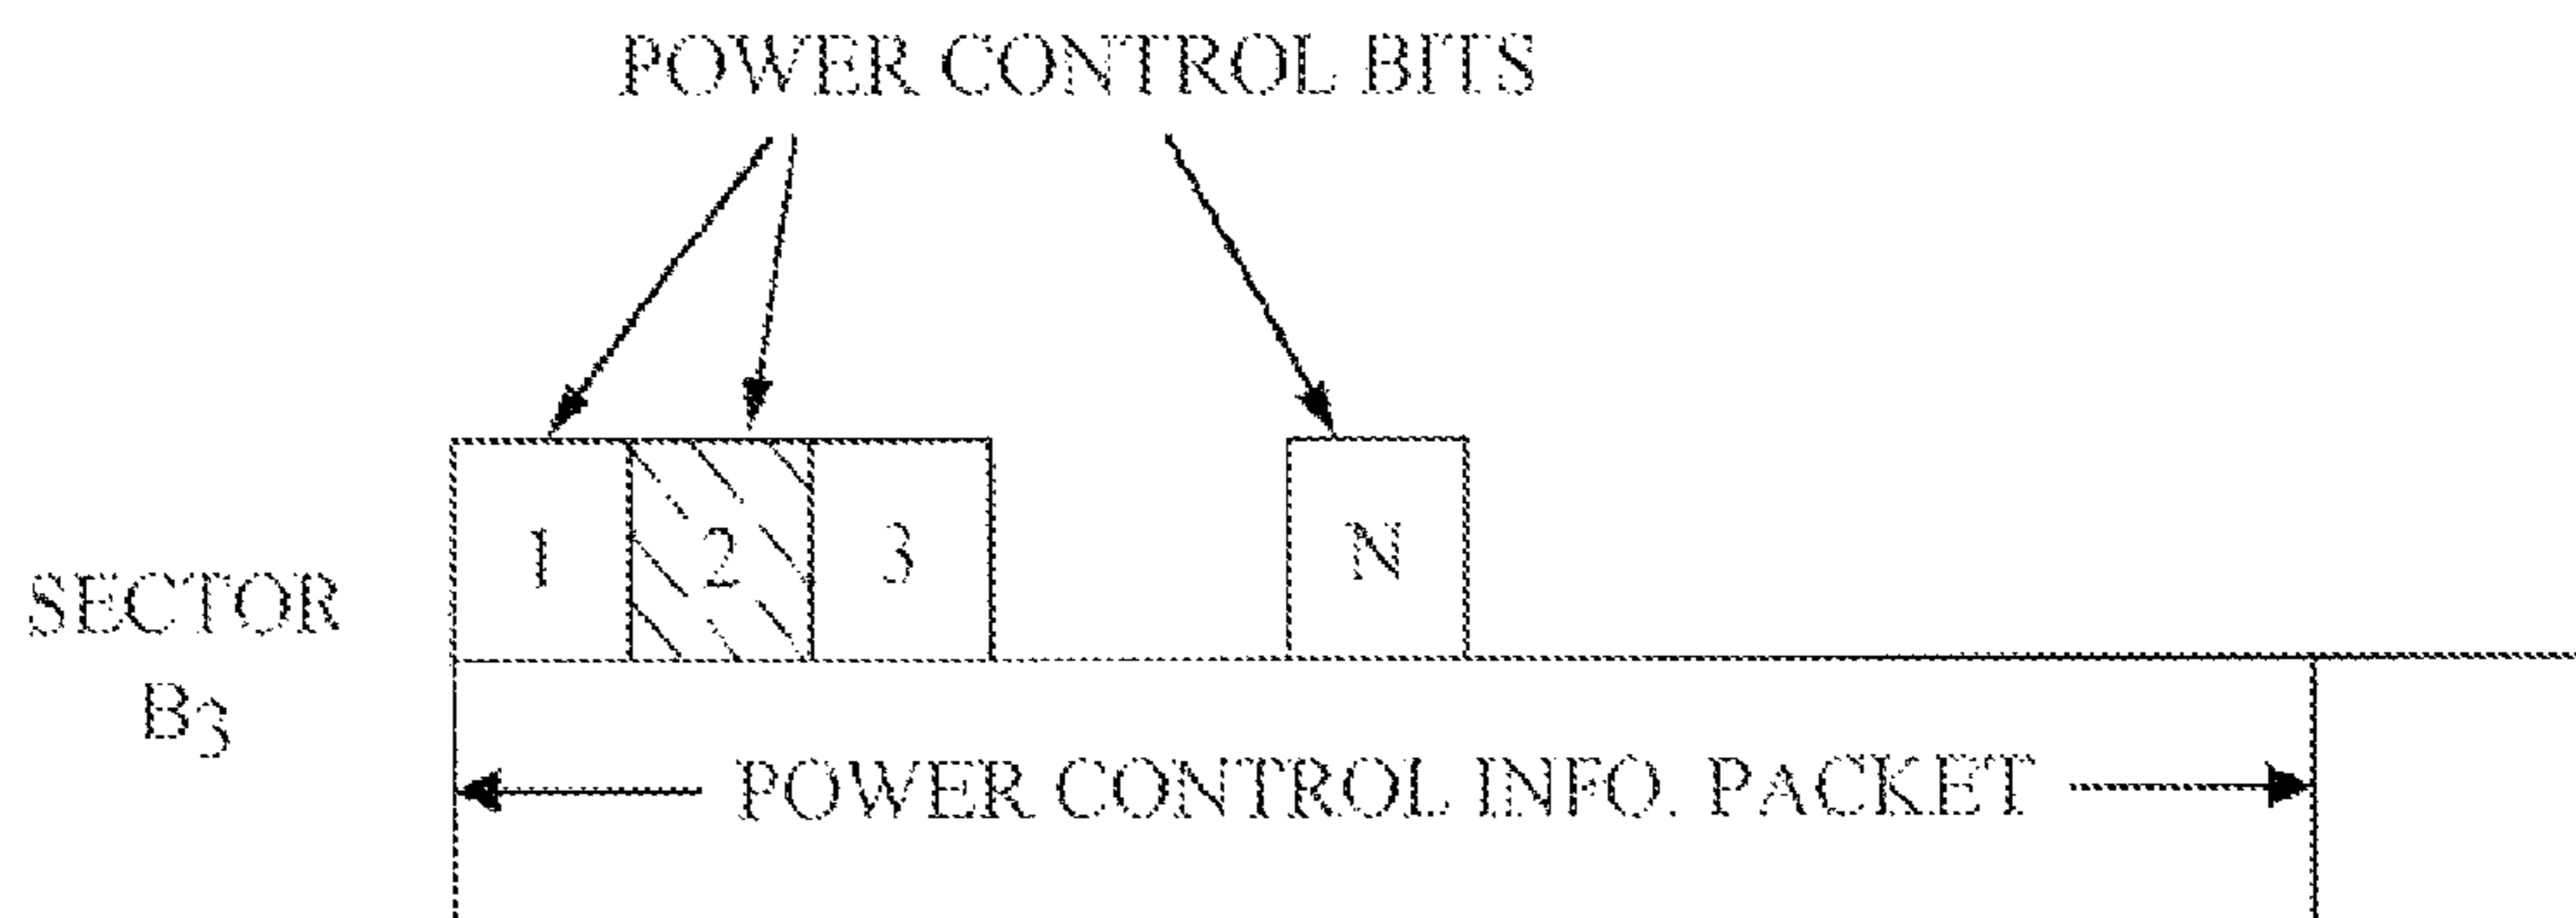 POWER CONTROL BITS
1 2 3 N
SECTOR
B3
POWER CONTROL INFO. PACKET